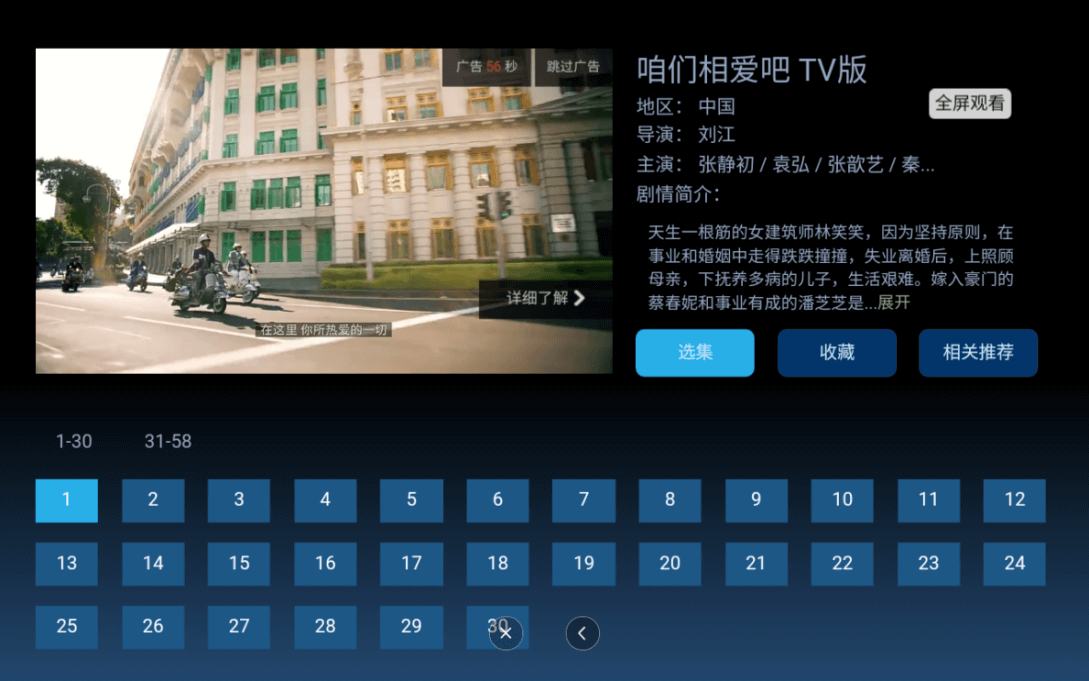 广告 56 秒
跳过广告
详细了解
在这里 你所热爱的一切
咱们相爱吧 TV版
全屏观看
地区： 中国
导演： 刘江
主演： 张静初 / 袁弘 / 张歆艺 / 秦...
剧情简介：
天生一根筋的女建筑师林笑笑，因为坚持原则，在
事业和婚姻中走得跌跌撞撞，失业离婚后，上照顾
母亲，下抚养多病的儿子，生活艰难。嫁入豪门的
蔡春妮和事业有成的潘芝芝是...展开
选集
收藏
相关推荐
1-30
31-58
1 2 3 4 5 6 7 8 9 10 11 12
13 14 15 16 17 18 19 20 21 22 23 24
25 26 27 28 29 30